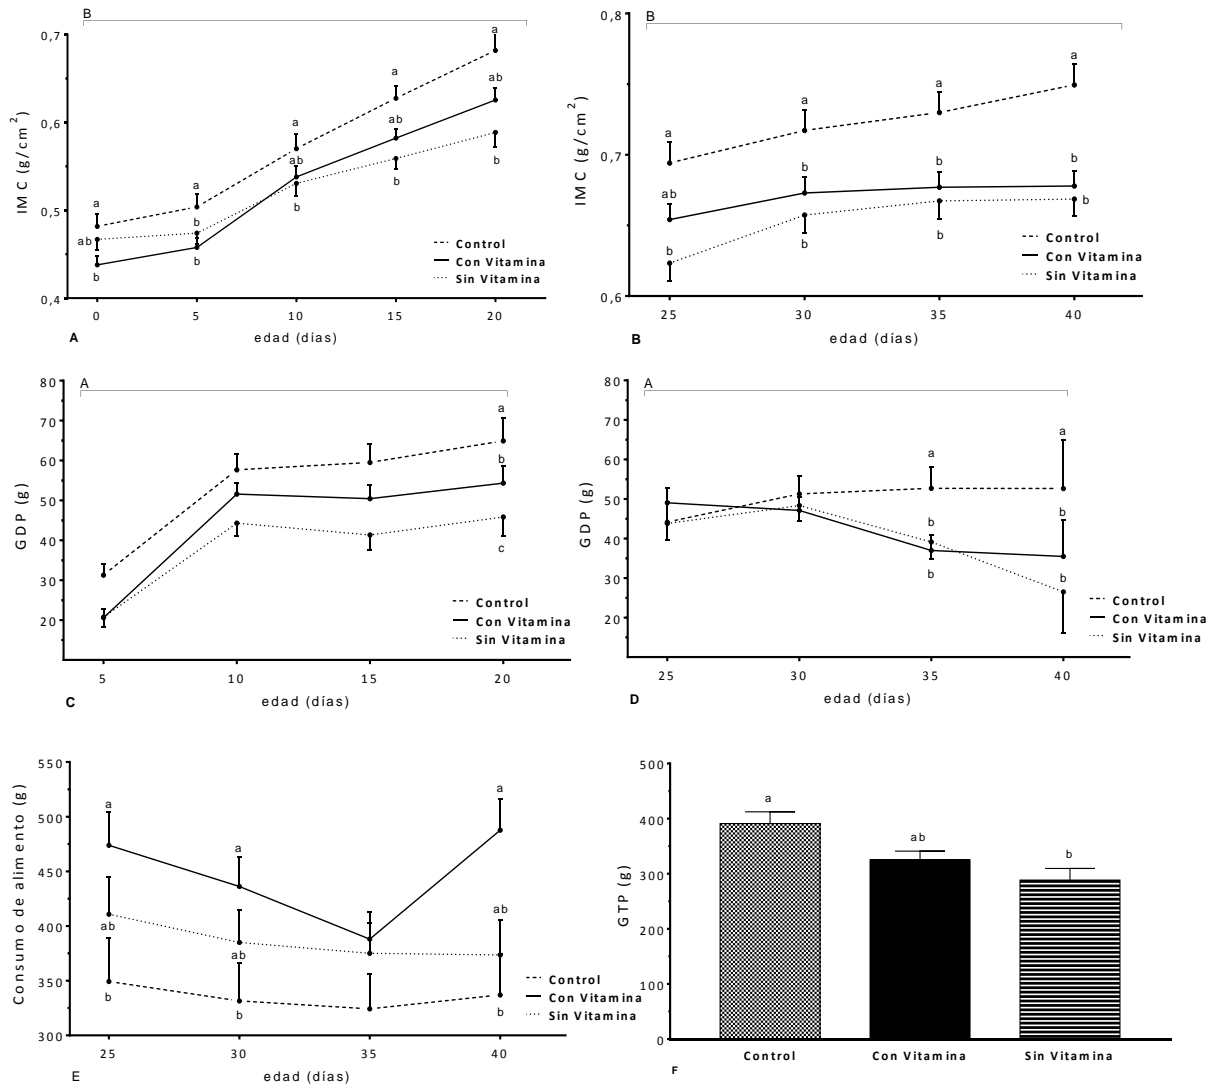 B
0,7
0,6
0,5
0,4
IMC (g/cm2)
a
a
a
a
a
ab
b
ab
ab
ab
b
b
b
b
b
Control
Con Vitamina
Sin Vitamina
0 5 10 15 20
A
edad (días)
B
0,8
0,7
0,6
IMC (g/cm2)
a
a
a
a
ab
b
b
b
b
b
b
b
Control
Con Vitamina
Sin Vitamina
25 30 35 40
B
edad (días)
A
80
70
60
50
40
30
20
GDP (g)
a
b
c
Control
Con Vitamina
Sin Vitamina
5 10 15 20
C
edad (días)
A
80
70
60
50
40
30
20
GDP (g)
a
a
b
b
b
b
Control
Con Vitamina
Sin Vitamina
25 30 35 40
D
edad (días)
550
500
450
400
350
300
Consumo de alimento (g)
a
a
a
ab
ab
ab
b
b
b
Control
Con Vitamina
Sin Vitamina
25 30 35 40
E
edad (días)
500
400
300
200
100
0
GTP (g)
a
ab
b
Control Con Vitamina Sin Vitamina
F